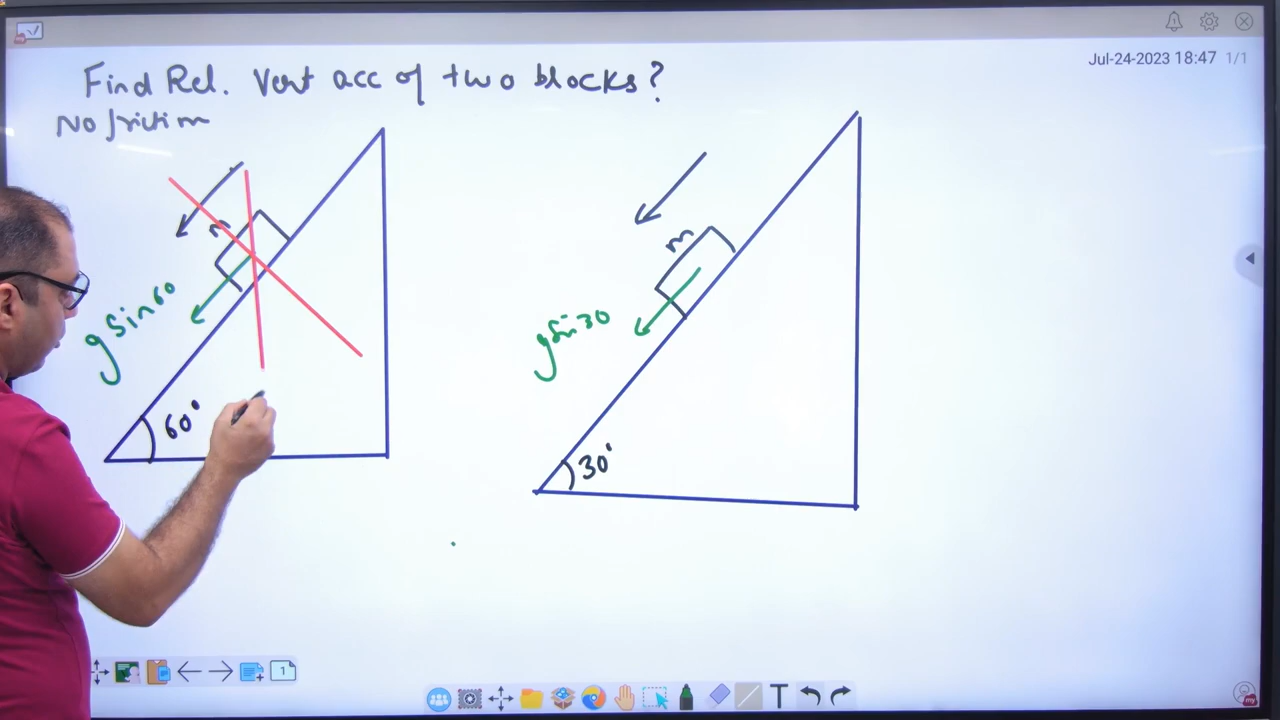 Jul-24-2023 18:47 1/1
Find Rel. Vert acc of two blocks?
No friction
m
g Sin 60
60°
m
g Sin 30
30°
1
T